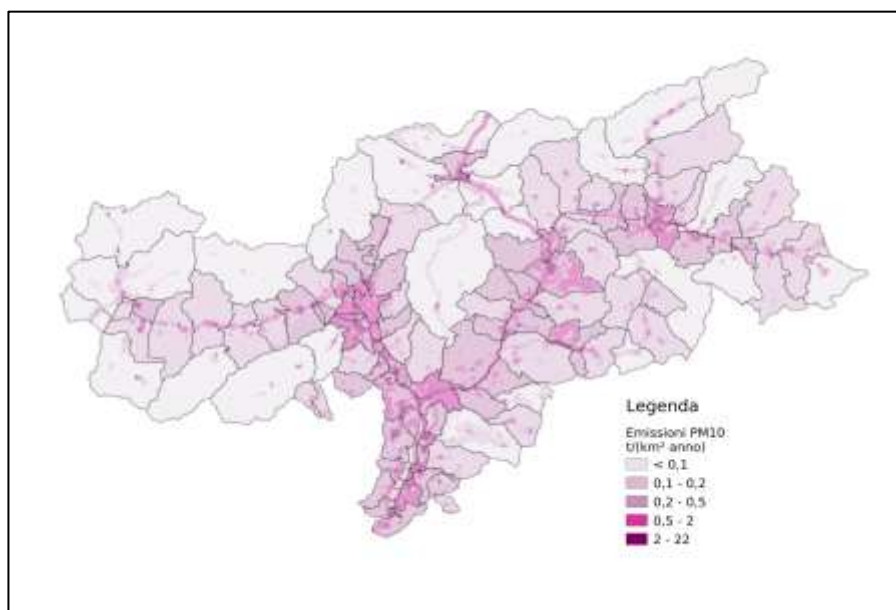 Legenda
Emissioni PM10
t/(km² anno)
< 0,1
0,1 - 0,2
0,2 - 0,5
0,5 - 2
2 - 22